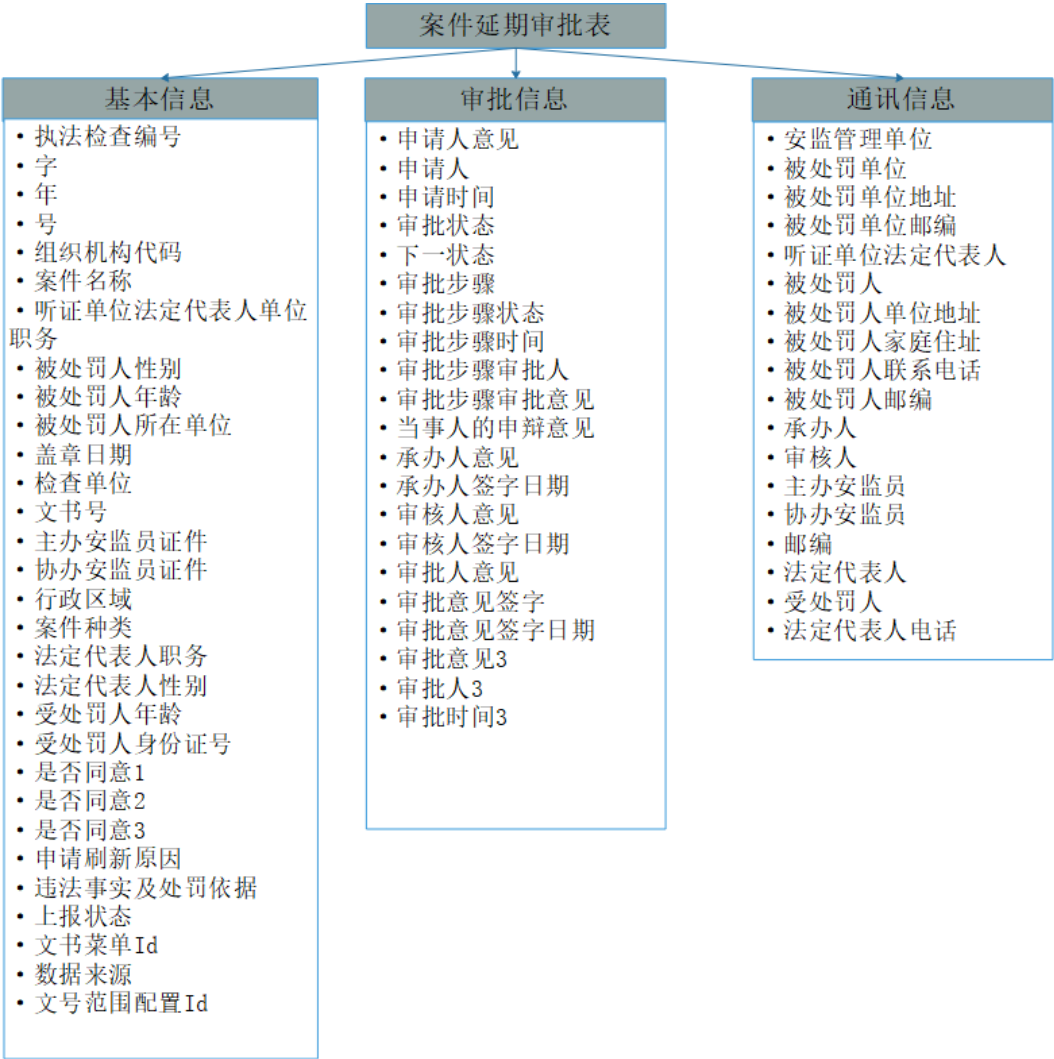 案件延期审批表
基本信息
• 执法检查编号
• 字
• 年
• 号
• 组织机构代码
• 案件名称
• 听证单位法定代表人单位
职务
• 被处罚人性别
• 被处罚人年龄
• 被处罚人所在单位
• 盖章日期
• 检查单位
• 文书号
• 主办安监员证件
• 协办安监员证件
• 行政区域
• 案件种类
• 法定代表人职务
• 法定代表人性别
• 受处罚人年龄
• 受处罚人身份证号
• 是否同意1
• 是否同意2
• 是否同意3
• 申请刷新原因
• 违法事实及处罚依据
• 上报状态
• 文书菜单Id
• 数据来源
• 文号范围配置Id
审批信息
• 申请人意见
• 申请人
• 申请时间
• 审批状态
• 下一状态
• 审批步骤
• 审批步骤状态
• 审批步骤时间
• 审批步骤审批人
• 审批步骤审批意见
• 当事人的申辩意见
• 承办人意见
• 承办人签字日期
• 审核人意见
• 审核人签字日期
• 审批人意见
• 审批意见签字
• 审批意见签字日期
• 审批意见3
• 审批人3
• 审批时间3
通讯信息
• 安监管理单位
• 被处罚单位
• 被处罚单位地址
• 被处罚单位邮编
• 听证单位法定代表人
• 被处罚人
• 被处罚人单位地址
• 被处罚人家庭住址
• 被处罚人联系电话
• 被处罚人邮编
• 承办人
• 审核人
• 主办安监员
• 协办安监员
• 邮编
• 法定代表人
• 受处罚人
• 法定代表人电话